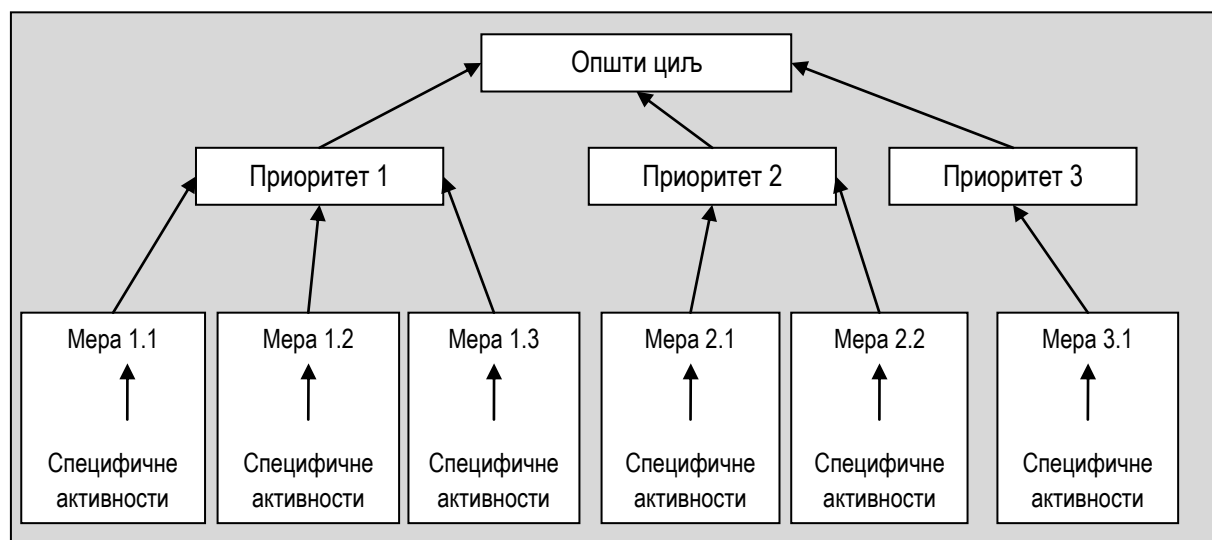 Општи циљ
Приоритет 1
Приоритет 2
Приоритет 3
Мера 1.1
Мера 1.2
Мера 1.3
Мера 2.1
Мера 2.2
Мера 3.1
Специфичне
активности
Специфичне
активности
Специфичне
активности
Специфичне
активности
Специфичне
активности
Специфичне
активности